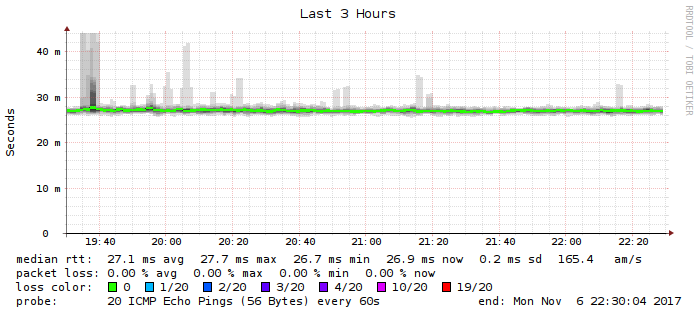 Last 3 Hours
RRDTOOL / TOBI OETIKER
Seconds
40 m
30 m
20 m
10 m
0
19:40 20:00 20:20 20:40 21:00 21:20 21:40 22:00 22:20
median rtt: 27.1 ms avg 27.7 ms max 26.7 ms min 26.9 ms now 0.2 ms sd 165.4 am/s
packet loss: 0.00 % avg 0.00 % max 0.00 % min 0.00 % now
loss color: 0 1/20 2/20 3/20 4/20 10/20 19/20
probe: 20 ICMP Echo Pings (56 Bytes) every 60s end: Mon Nov 6 22:30:04 2017